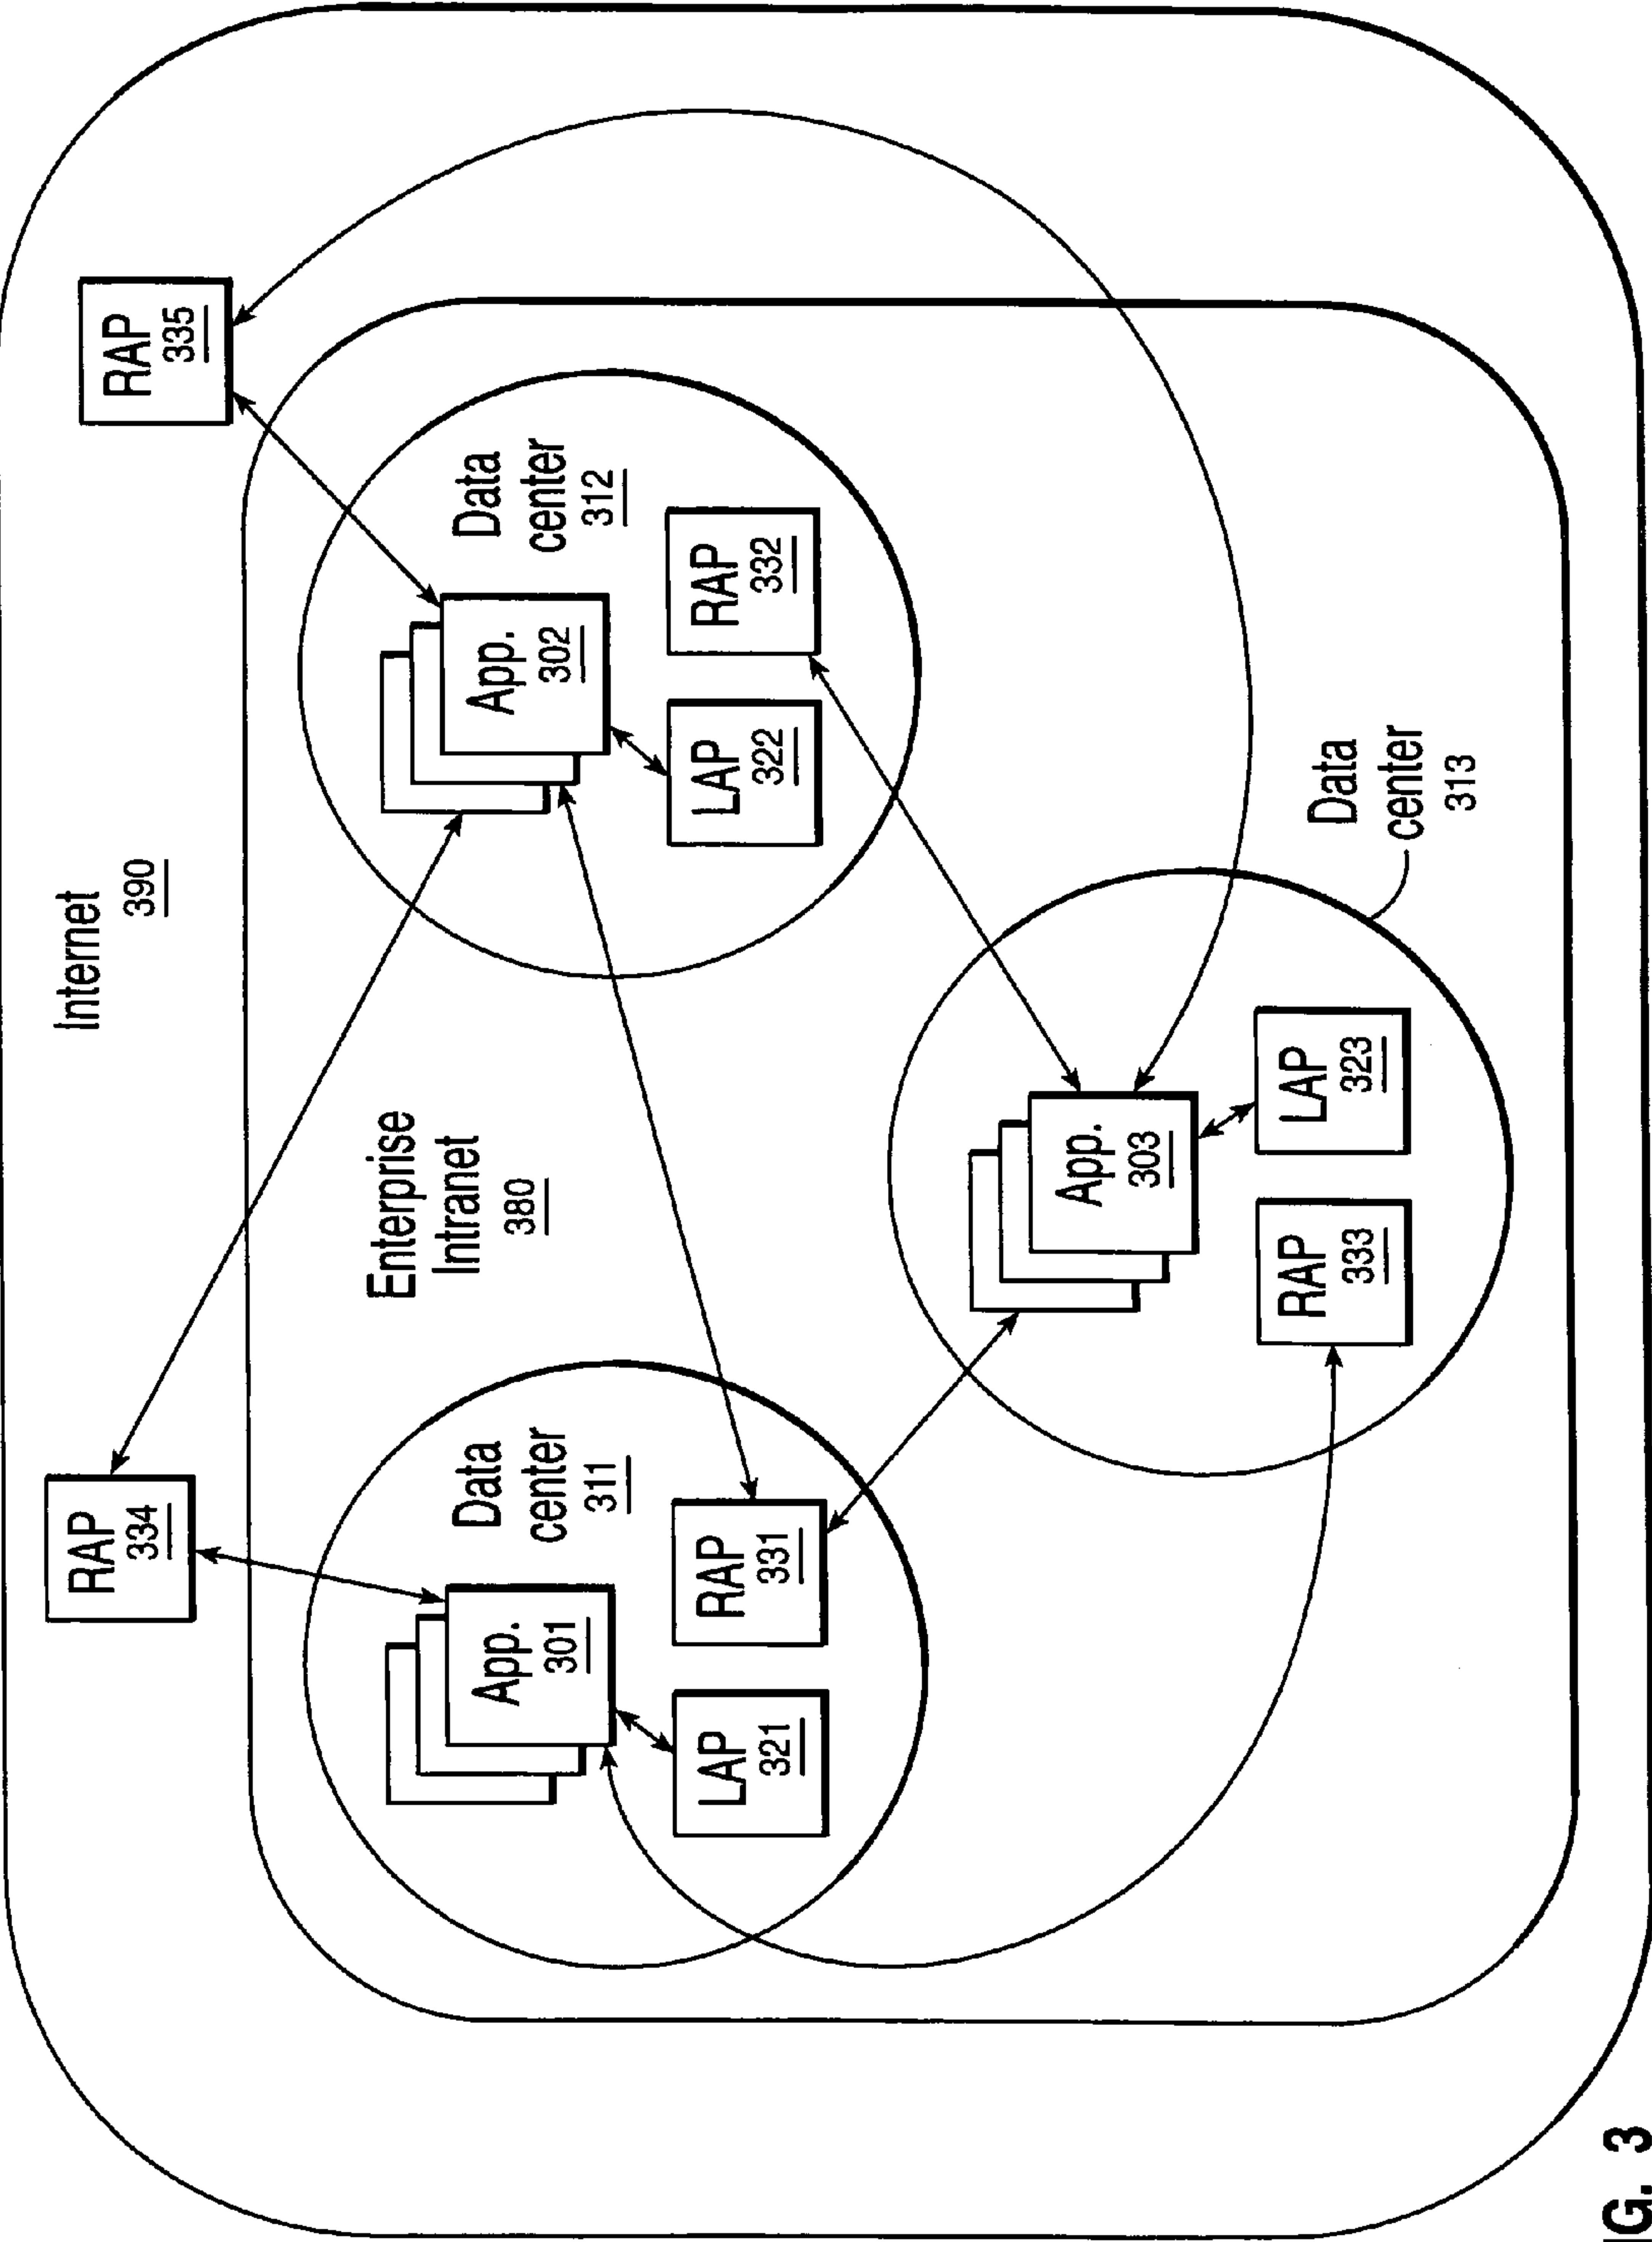 Internet
390
RAP
334
RAP
335
Enterprise
Intranet
380
Data
center
311
App.
301
LAP
321
RAP
331
Data
center
312
App.
302
LAP
322
RAP
332
App.
303
RAP
333
LAP
323
Data
center
313
G. 3